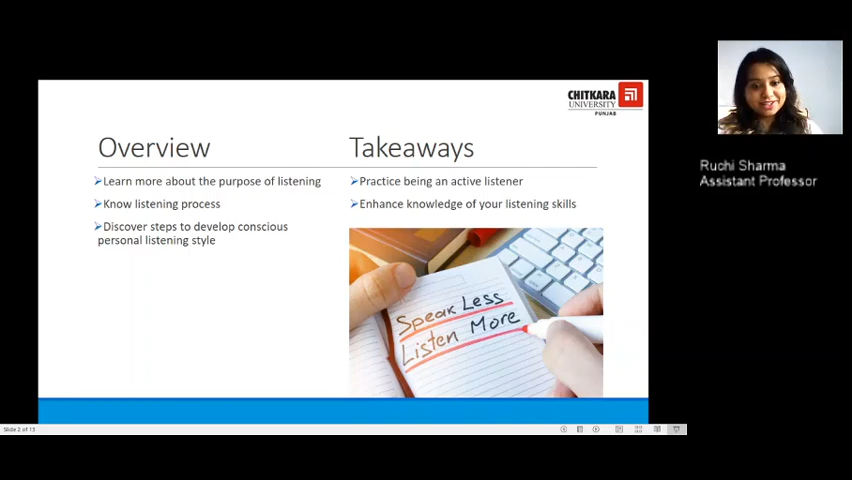 CHITKARA
UNIVERSITY
PUNJAB
Overview
➢Learn more about the purpose of listening
➢Know listening process
➢Discover steps to develop conscious
personal listening style
Takeaways
➢Practice being an active listener
➢Enhance knowledge of your listening skills
Speak Less
Listen More
Ruchi Sharma
Assistant Professor
Slide 2 of 13